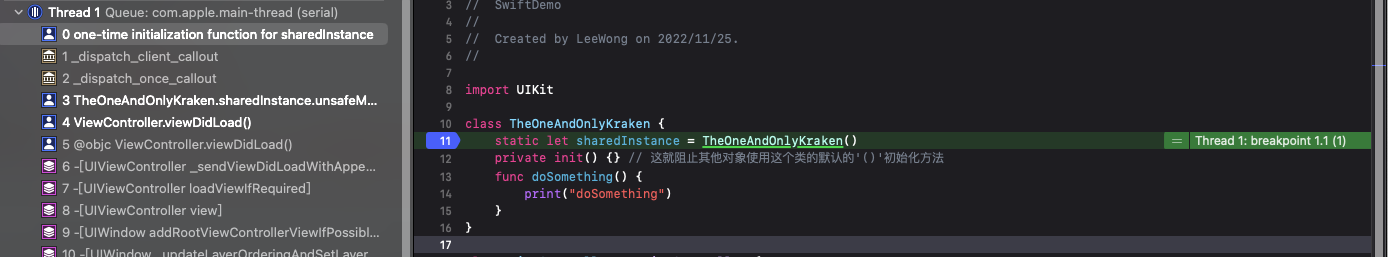 Thread 1 Queue: com.apple.main-thread (serial)
0 one-time initialization function for sharedInstance
1 _dispatch_client_callout
2 _dispatch_once_callout
3 TheOneAndOnlyKraken.sharedInstance.unsafeM...
4 ViewController.viewDidLoad()
5 @objc ViewController.viewDidLoad()
6 -[UIViewController _sendViewDidLoadWithAppe...
7 -[UIViewController loadViewIfRequired]
8 -[UIViewController view]
9 -[UIWindow addRootViewControllerViewIfPossibl...
10 -[UIWindow _updateLayerOrderingAndSetLayer
3 // SwiftDemo
4 //
5 // Created by LeeWong on 2022/11/25.
6 //
7
8 import UIKit
9
10 class TheOneAndOnlyKraken {
11 static let sharedInstance = TheOneAndOnlyKraken() = Thread 1: breakpoint 1.1 (1)
12 private init() {} // 这就阻止其他对象使用这个类的默认的'()'初始化方法
13 func doSomething() {
14 print("doSomething")
15 }
16 }
17